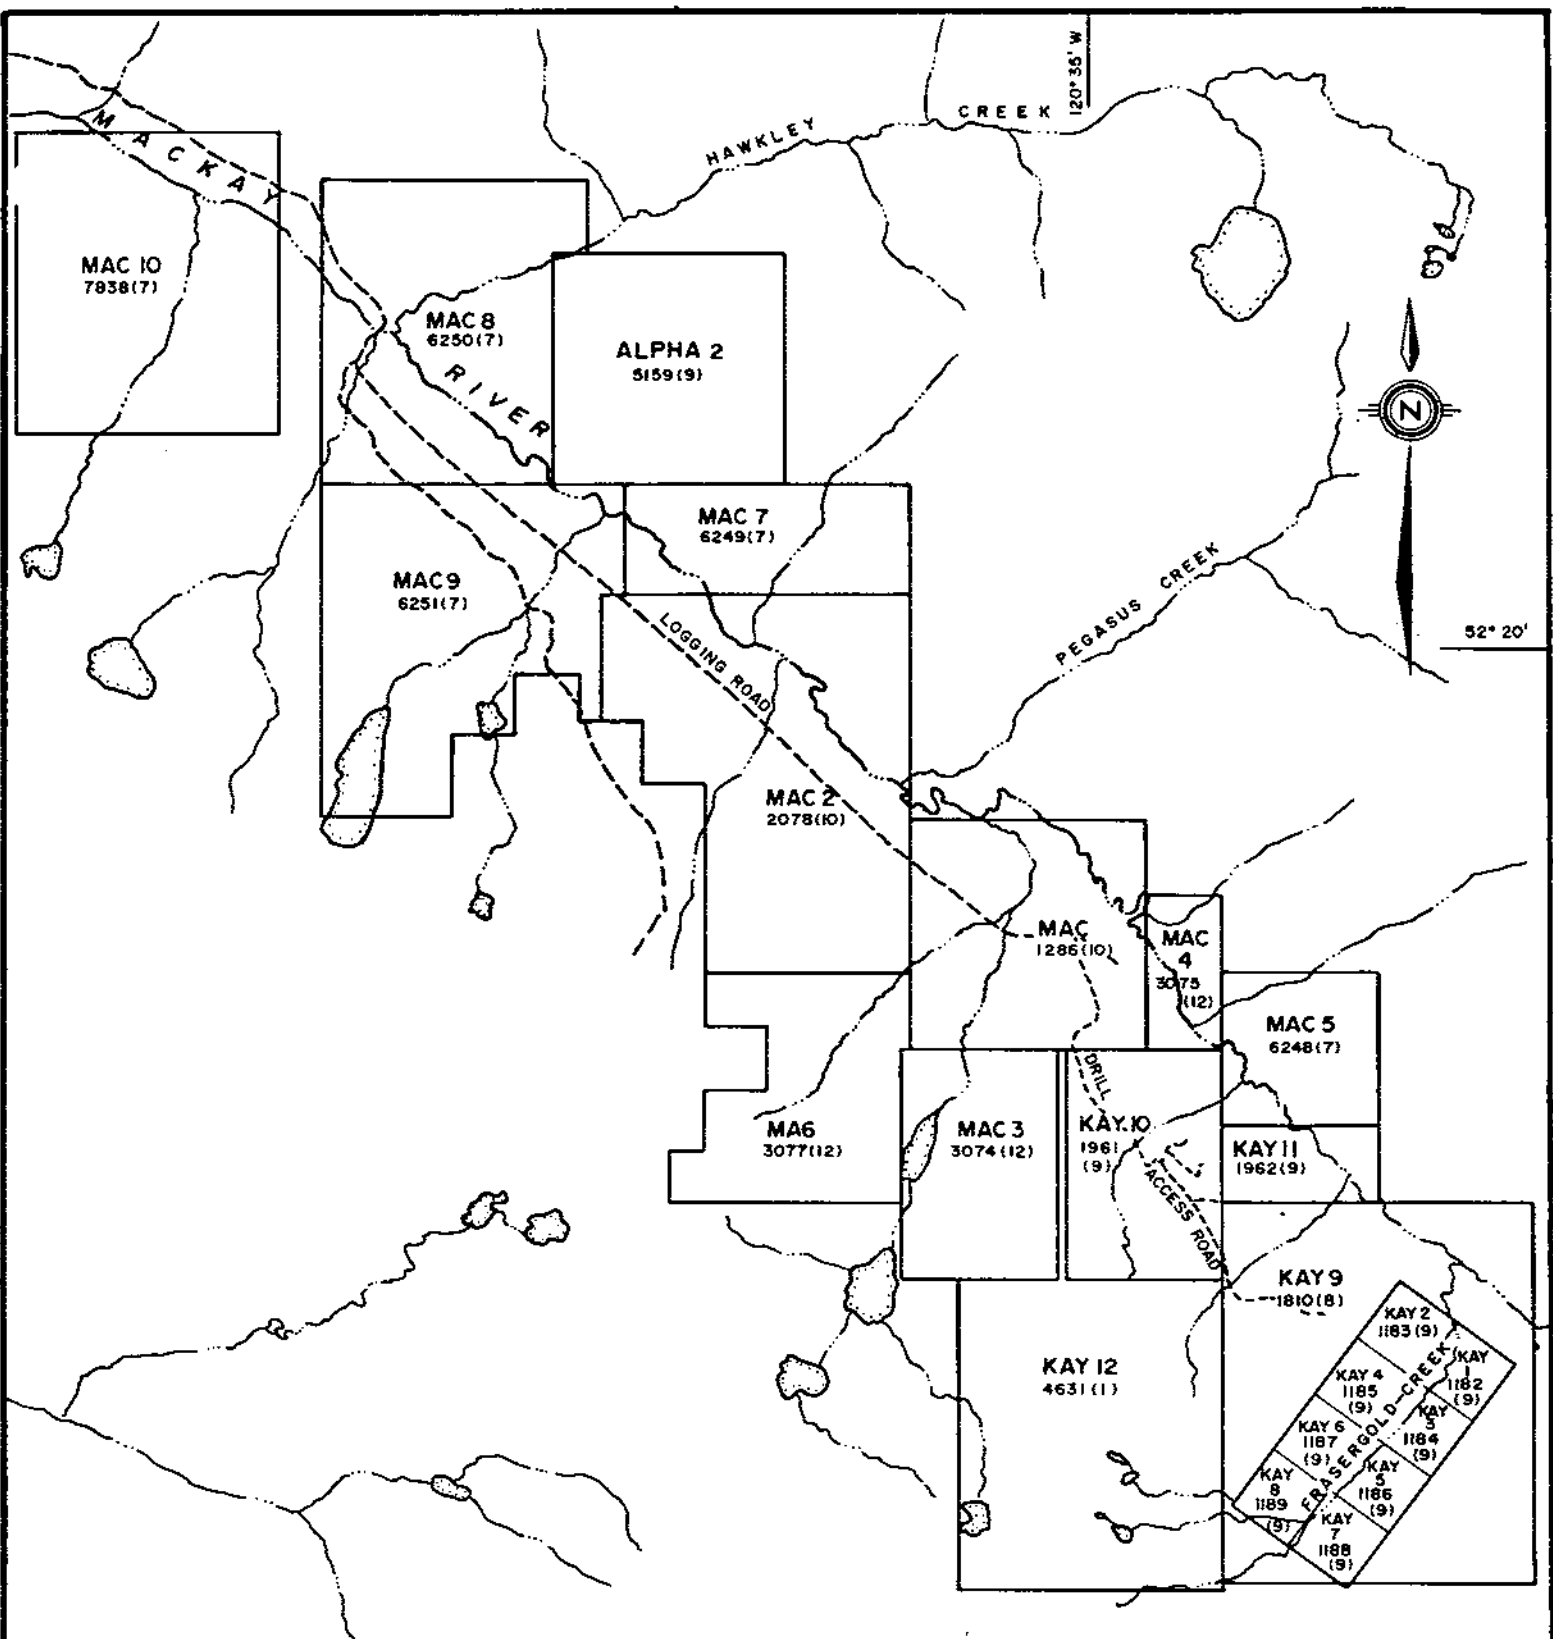 120° 35' W
CREEK
HAWKLEY
MACKAY
MAC 10
7838(7)
MAC 8
6250(7)
RIVER
ALPHA 2
5159(9)
N
MAC 7
6249(7)
MAC 9
6251(7)
PEGASUS CREEK
52° 20'
LOGGING ROAD
MAC 2
2078(10)
MAC
1286(10)
MAC
4
3075
(12)
MAC 5
6248(7)
DRILL
ACCESS ROAD
MA6
3077(12)
MAC 3
3074(12)
KAY 10
1961
(9)
KAY 11
1962(9)
KAY 9
1810(8)
KAY 12
4631(1)
KAY 2
1183(9)
KAY
1
1182
(9)
KAY 4
1185
(9)
KAY
3
1184
(9)
KAY 6
1187
(9)
KAY
5
1186
(9)
KAY
8
1189
(9)
KAY
7
1188
(9)
FRASERGOLD-CREEK